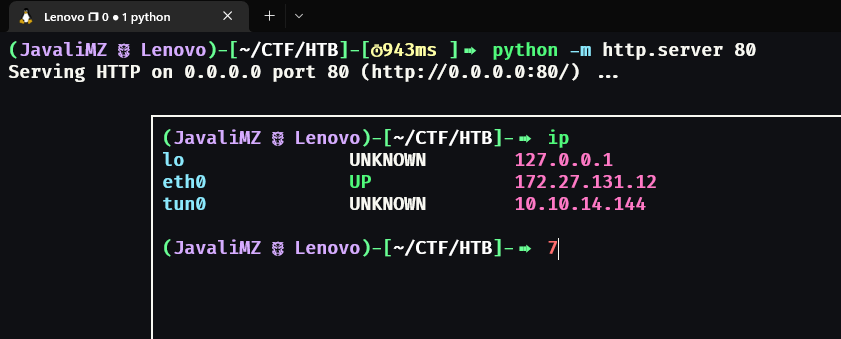 Lenovo 0 ● 1 python
(JavaliMZ Lenovo)-[~/CTF/HTB]-[943ms ] python -m http.server 80
Serving HTTP on 0.0.0.0 port 80 (http://0.0.0.0:80/) ...
(JavaliMZ Lenovo)-[~/CTF/HTB]- ip
lo UNKNOWN 127.0.0.1
eth0 UP 172.27.131.12
tun0 UNKNOWN 10.10.14.144
(JavaliMZ Lenovo)-[~/CTF/HTB]- 7